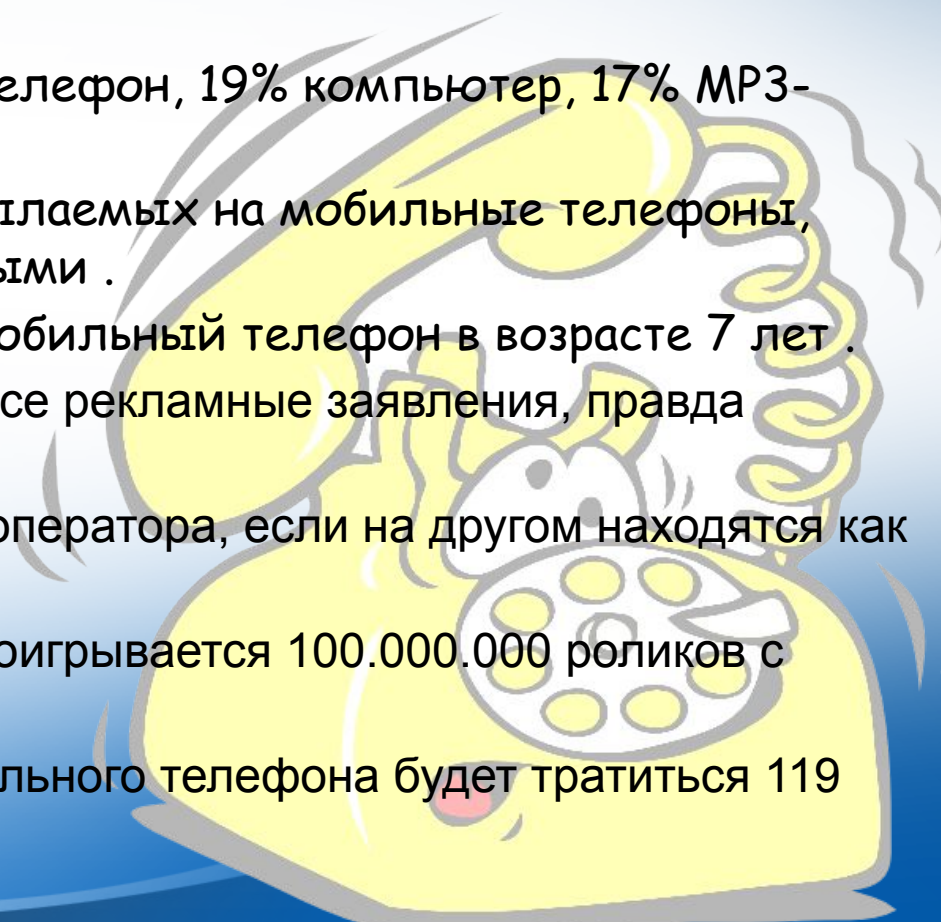 елефон, 19% компьютер, 17% MP3-
ылаемых на мобильные телефоны,
ыми .
обильный телефон в возрасте 7 лет .
се рекламные заявления, правда
оператора, если на другом находятся как
оигрывается 100.000.000 роликов с
льного телефона будет тратиться 119